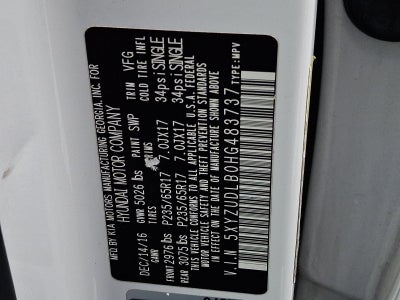 MFD. BY KIA MOTORS MANUFACTURING GEORGIA, INC. FOR
HYUNDAI MOTOR COMPANY
DEC/14/16 GVWR 5026 lbs PAINT SWP TRIM VFG
GAWR TIRES RIMS COLD TIRE INFL
FRONT 2976 lbs P235/65R17 7.0JX17 34psi SINGLE
REAR 3075 lbs P235/65R17 7.0JX17 34psi SINGLE
THIS VEHICLE CONFORMS TO ALL APPLICABLE U.S.A. FEDERAL
MOTOR VEHICLE SAFETY AND THEFT PREVENTION STANDARDS
IN EFFECT ON THE DATE OF MANUFACTURE SHOWN ABOVE.
V.I.N: 5XYZUDLB0HG483737 TYPE:MPV